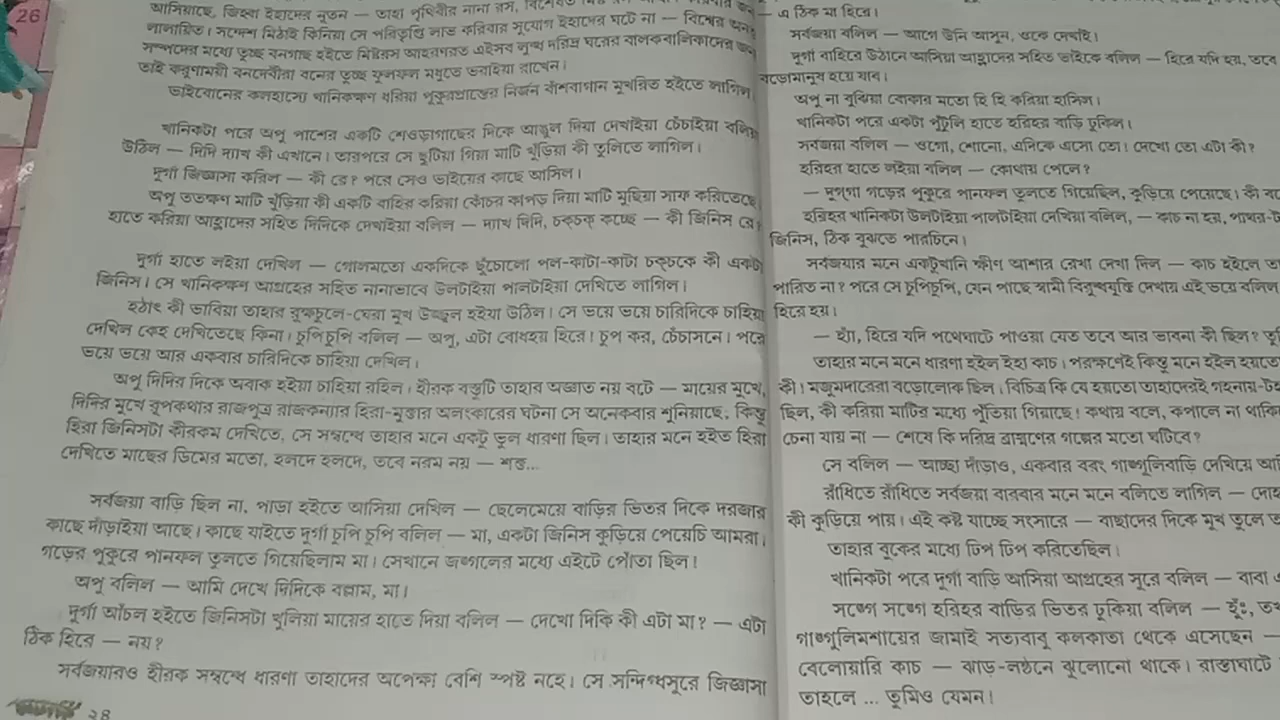 26
আসিয়াছে, জিহ্বা ইহাদের নূতন — তাহা পৃথিবীর নানা রস,
লালায়িত। সন্দেশ মিঠাই কিনিয়া সে পরিতৃপ্তি লাভ করিবার সুযোগ ইহাদের ঘটে না — বিশ্বের অনন্ত
সম্পদের মধ্যে তুচ্ছ বনগাছ হইতে মিষ্টরস আহরণরত এইসব লুব্ধ দরিদ্র ঘরের বালকবালিকাদের জন্য
তাই করুণাময়ী বনদেবীরা বনের তুচ্ছ ফুলফল মধুতে ভরাইয়া রাখেন।
ভাইবোনের কলহাস্যে খানিকক্ষণ ধরিয়া পুকুরপ্রান্তের নির্জন বাঁশবাগান মুখরিত হইতে লাগিল,
খানিকটা পরে অপু পাশের একটি শেওড়াগাছের দিকে আঙুল দিয়া দেখাইয়া চেঁচাইয়া বলিয়া
উঠিল — দিদি দ্যাখ কী এখানে। তারপরে সে ছুটিয়া গিয়া মাটি খুঁড়িয়া কী তুলিতে লাগিল।
দুর্গা জিজ্ঞাসা করিল — কী রে? পরে সেও ভাইয়ের কাছে আসিল।
অপু ততক্ষণ মাটি খুঁড়িয়া কী একটি বাহির করিয়া কোঁচার কাপড় দিয়া মাটি মুছিয়া সাফ করিতেছে
হাতে করিয়া আহ্লাদের সহিত দিদিকে দেখাইয়া বলিল — দ্যাখ দিদি, চক্‌চক্ কচ্ছে — কী জিনিস রে?
দুর্গা হাতে লইয়া দেখিল — গোলমতো একদিকে ছুঁচোলো পল-কাটা-কাটা চক্‌চকে কী একটা
জিনিস। সে খানিকক্ষণ আগ্রহের সহিত নানাভাবে উলটাইয়া পালটাইয়া দেখিতে লাগিল।
হঠাৎ কী ভাবিয়া তাহার রুক্ষচুলে-ঘেরা মুখ উজ্জ্বল হইয়া উঠিল। সে ভয়ে ভয়ে চারিদিকে চাহিয়া
দেখিল কেহ দেখিতেছে কিনা। চুপিচুপি বলিল — অপু, এটা বোধহয় হিরে! চুপ কর, চেঁচাসনে। পরে
ভয়ে ভয়ে আর একবার চারিদিকে চাহিয়া দেখিল।
অপু দিদির দিকে অবাক হইয়া চাহিয়া রহিল। হীরক বস্তুটি তাহার অজ্ঞাত নয় বটে — মায়ের মুখে,
দিদির মুখে রূপকথার রাজপুত্র রাজকন্যার হিরা-মুক্তার অলংকারের ঘটনা সে অনেকবার শুনিয়াছে, কিন্তু
হিরা জিনিসটা কীরকম দেখিতে, সে সম্বন্ধে তাহার মনে একটু ভুল ধারণা ছিল। তাহার মনে হইত হিরা
দেখিতে মাছের ডিমের মতো, হলদে হলদে, তবে নরম নয় — শক্ত...
সর্বজয়া বাড়ি ছিল না, পাড়া হইতে আসিয়া দেখিল — ছেলেমেয়ে বাড়ির ভিতর দিকে দরজার
কাছে দাঁড়াইয়া আছে। কাছে যাইতে দুর্গা চুপি চুপি বলিল — মা, একটা জিনিস কুড়িয়ে পেয়েচি আমরা।
গড়ের পুকুরে পানফল তুলতে গিয়েছিলাম মা। সেখানে জঙ্গলের মধ্যে এইটে পোঁতা ছিল।
অপু বলিল — আমি দেখে দিদিকে বল্লাম, মা।
দুর্গা আঁচল হইতে জিনিসটা খুলিয়া মায়ের হাতে দিয়া বলিল — দেখো দিকি কী এটা মা? — এটা
ঠিক হিরে — নয়?
সর্বজয়ারও হীরক সম্বন্ধে ধারণা তাহাদের অপেক্ষা বেশি স্পষ্ট নহে। সে সন্দিগ্ধসুরে জিজ্ঞাসা
২৪
— এ ঠিক মা হিরে।
সর্বজয়া বলিল — আগে উনি আসুন, ওকে দেখাই।
দুর্গা বাহিরে উঠানে আসিয়া আহ্লাদের সহিত ভাইকে বলিল — হিরে যদি হয়, তবে
বড়োমানুষ হয়ে যাব।
অপু না বুঝিয়া বোকার মতো হি হি করিয়া হাসিল।
খানিকটা পরে একটা পুঁটুলি হাতে হরিহর বাড়ি ঢুকিল।
সর্বজয়া বলিল — ওগো, শোনো, এদিকে এসো তো। দেখো তো এটা কী?
হরিহর হাতে লইয়া বলিল — কোথায় পেলে?
— দুগ্‌গা গড়ের পুকুরে পানফল তুলতে গিয়েছিল, কুড়িয়ে পেয়েছে। কী
হরিহর খানিকটা উলটাইয়া পালটাইয়া দেখিয়া বলিল, — কাচ না হয়, পাথর-ট
জিনিস, ঠিক বুঝতে পারচিনে।
সর্বজয়ার মনে একটুখানি ক্ষীণ আশার রেখা দেখা দিল — কাচ হইলে তা
পারিত না? পরে সে চুপিচুপি, যেন পাছে স্বামী বিরুদ্ধযুক্তি দেখায় এই ভয়ে বলিল
হিরে হয়।
— হ্যাঁ, হিরে যদি পথেঘাটে পাওয়া যেত তবে আর ভাবনা কী ছিল?
তাহার মনে মনে ধারণা হইল ইহা কাচ। পরক্ষণেই কিন্তু মনে হইল হয়তো
কী। মজুমদারেরা বড়োলোক ছিল। বিচিত্র কি যে হয়তো তাহাদেরই গহনায়-ট
ছিল, কী করিয়া মাটির মধ্যে পুঁতিয়া গিয়াছে। কথায় বলে, কপালে না থাকি
চেনা যায় না — শেষে কি দরিদ্র ব্রাহ্মণের গল্পের মতো ঘটিবে?
সে বলিল — আচ্ছা দাঁড়াও, একবার বরং গাঙ্গুলিবাড়ি দেখিয়ে আ
রাঁধিতে রাঁধিতে সর্বজয়া বারবার মনে মনে বলিতে লাগিল —
কী কুড়িয়ে পায়। এই কষ্ট যাচ্ছে সংসারে — বাছাদের দিকে মুখ তুলে
তাহার বুকের মধ্যে ঢিপ ঢিপ করিতেছিল।
খানিকটা পরে দুর্গা বাড়ি আসিয়া আগ্রহের সুরে বলিল — বাবা
সঙ্গে সঙ্গে হরিহর বাড়ির ভিতর ঢুকিয়া বলিল — হুঁঃ,
গাঙ্গুলিমশায়ের জামাই সত্যবাবু কলকাতা থেকে এসেছেন —
বেলোয়ারি কাচ — ঝাড়-লণ্ঠনে ঝুলোনো থাকে। রাস্তাঘাটে
তাহলে ... তুমিও যেমন।